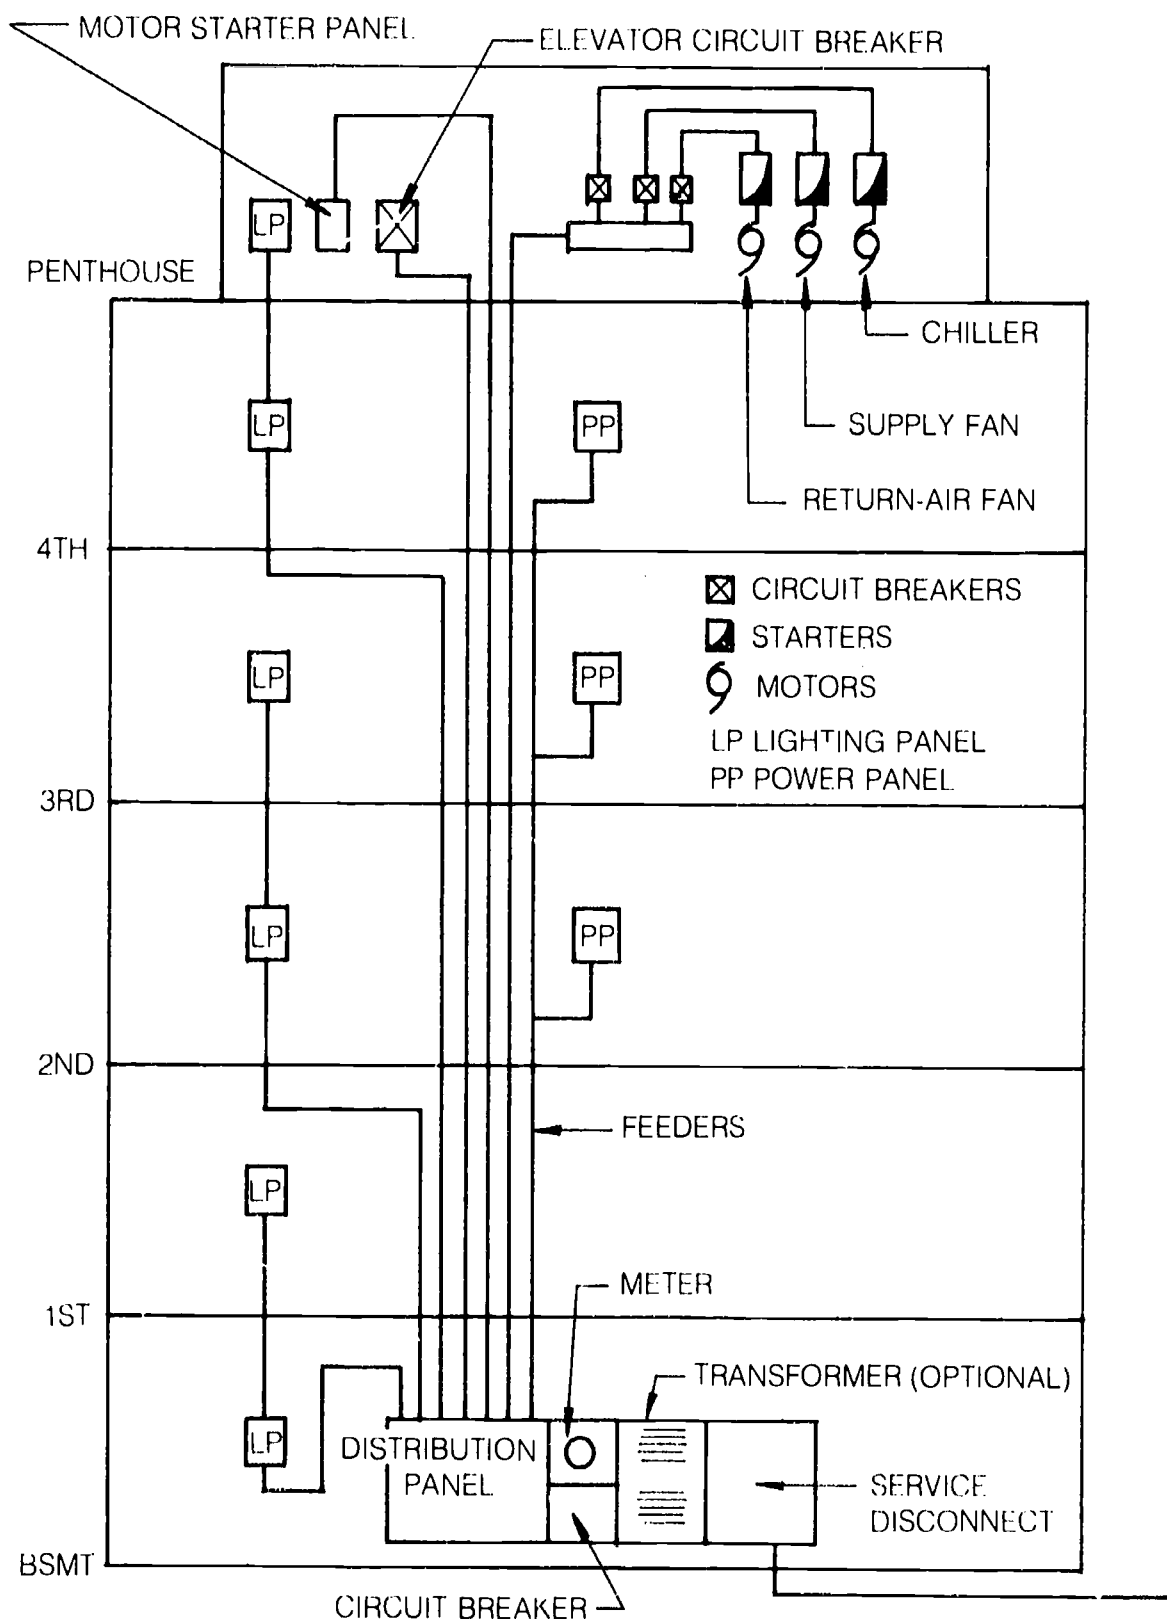 MOTOR STARTER PANEL
ELEVATOR CIRCUIT BREAKER
LP
PENTHOUSE
CHILLER
LP
PP
SUPPLY FAN
RETURN-AIR FAN
4TH
CIRCUIT BREAKERS
STARTERS
LP
PP
MOTORS
LP LIGHTING PANEL
PP POWER PANEL
3RD
LP
PP
2ND
FEEDERS
LP
METER
1ST
TRANSFORMER (OPTIONAL)
LP
DISTRIBUTION
PANEL
SERVICE
DISCONNECT
BSMT
CIRCUIT BREAKER